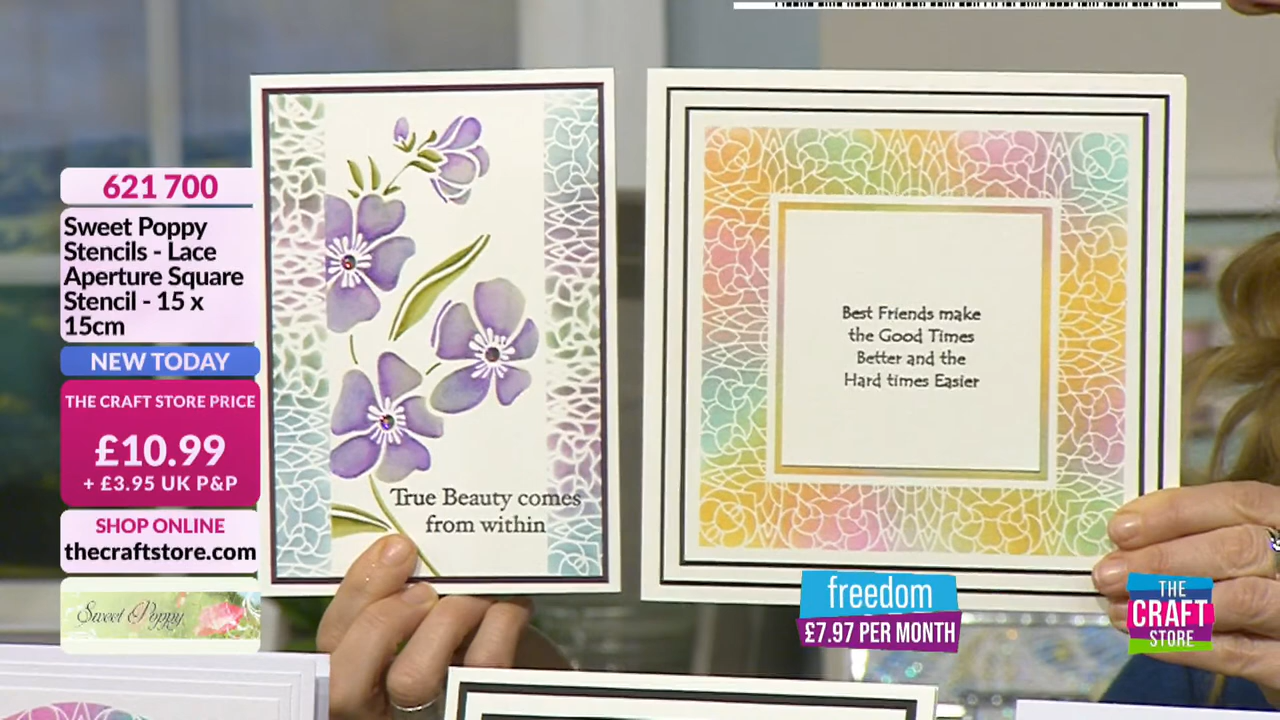 621 700
Sweet Poppy
Stencils - Lace
Aperture Square
Stencil - 15 x
15cm
NEW TODAY
THE CRAFT STORE PRICE
£10.99
+ £3.95 UK P&P
SHOP ONLINE
thecraftstore.com
Sweet Poppy
True Beauty comes
from within
Best Friends make
the Good Times
Better and the
Hard times Easier
freedom
£7.97 PER MONTH
THE
CRAFT
STORE